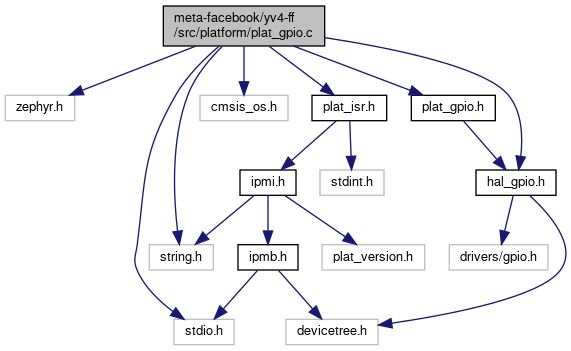 meta-facebook/yv4-ff
/src/platform/plat_gpio.c
zephyr.h
cmsis_os.h
plat_isr.h
plat_gpio.h
ipmi.h
stdint.h
hal_gpio.h
string.h
ipmb.h
plat_version.h
drivers/gpio.h
stdio.h
devicetree.h